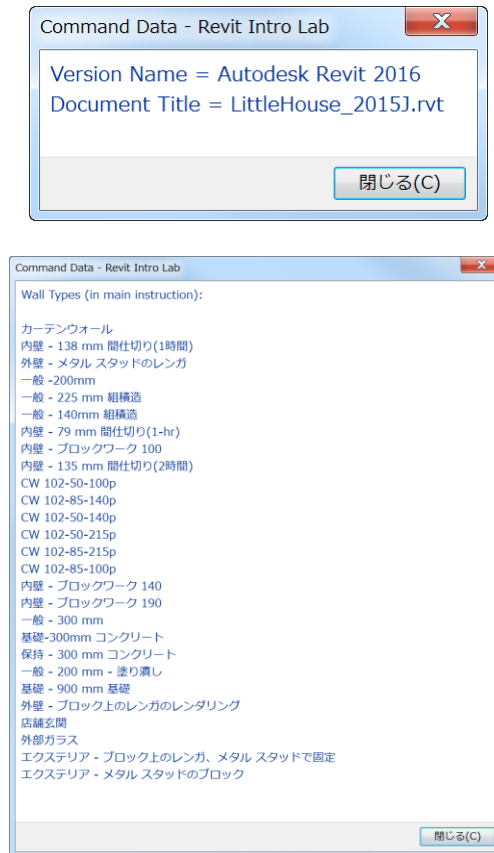 Command Data - Revit Intro Lab
Version Name = Autodesk Revit 2016
Document Title = LittleHouse_2015J.rvt
閉じる(C)
Command Data - Revit Intro Lab
Wall Types (in main instruction):
カーテンウォール
内壁 - 138 mm 間仕切り(1時間)
外壁 - メタル スタッドのレンガ
一般 -200mm
一般 - 225 mm 組積造
一般 - 140mm 組積造
内壁 - 79 mm 間仕切り(1-hr)
内壁 - ブロックワーク 100
内壁 - 135 mm 間仕切り(2時間)
CW 102-50-100p
CW 102-85-140p
CW 102-50-140p
CW 102-50-215p
CW 102-85-215p
CW 102-85-100p
内壁 - ブロックワーク 140
内壁 - ブロックワーク 190
一般 - 300 mm
基礎-300mm コンクリート
保持 - 300 mm コンクリート
一般 - 200 mm - 塗り潰し
基礎 - 900 mm 基礎
外壁 - ブロック上のレンガのレンダリング
店舗玄関
外部ガラス
エクステリア - ブロック上のレンガ、メタル スタッドで固定
エクステリア - メタル スタッドのブロック
閉じる(C)